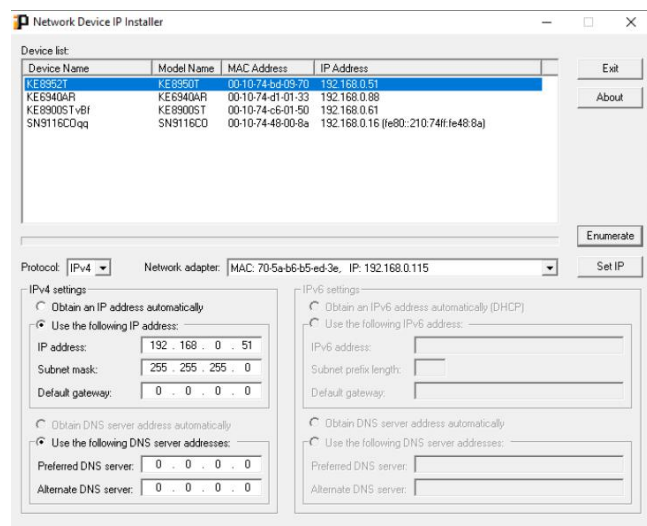 Network Device IP Installer
Device list:
Device Name Model Name MAC Address IP Address
KE8952T KE8950T 00-10-74-bd-09-70 192.168.0.51
KE6940AR KE6940AR 00-10-74-d1-01-33 192.168.0.88
KE8900STvBf KE8900ST 00-10-74-c6-01-50 192.168.0.61
SN9116COqq SN9116CO 00-10-74-48-00-8a 192.168.0.16 (fe80::210:74ff:fe48:8a)
Exit
About
Enumerate
Protocol: IPv4 Network adapter: MAC: 70-5a-b6-b5-ed-3e, IP: 192.168.0.115 Set IP
IPv4 settings
Obtain an IP address automatically
Use the following IP address:
IP address: 192 . 168 . 0 . 51
Subnet mask: 255 . 255 . 255 . 0
Default gateway: 0 . 0 . 0 . 0
Obtain DNS server address automatically
Use the following DNS server addresses:
Preferred DNS server: 0 . 0 . 0 . 0
Alternate DNS server: 0 . 0 . 0 . 0
IPv6 settings
Obtain an IPv6 address automatically (DHCP)
Use the following IPv6 address:
IPv6 address:
Subnet prefix length:
Default gateway:
Obtain DNS server address automatically
Use the following DNS server addresses:
Preferred DNS server:
Alternate DNS server: